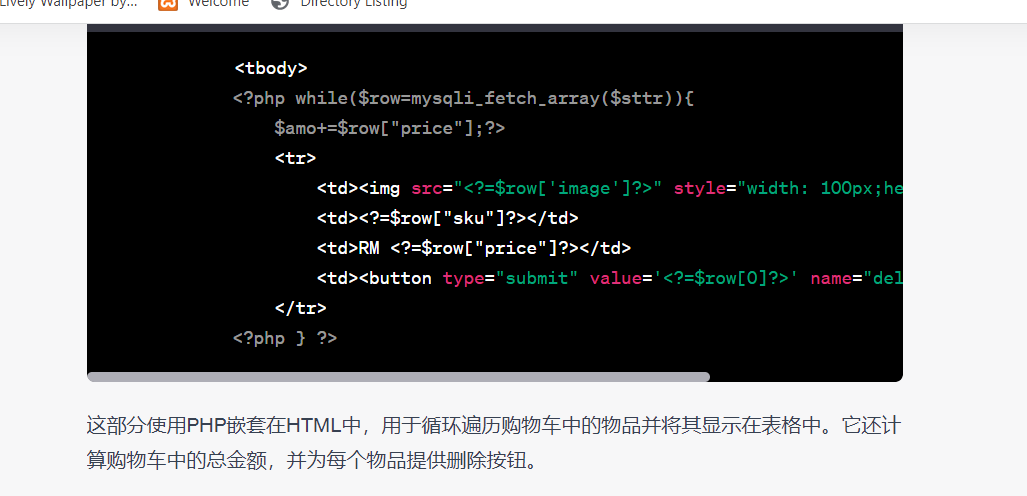 Lively Wallpaper by... Welcome Directory Listing
<tbody>
<?php while($row=mysqli_fetch_array($sttr)){
$amo+=$row["price"];?>
<tr>
<td><img src="<?=$row['image']?>" style="width: 100px;he
<td><?=$row["sku"]?></td>
<td>RM <?=$row["price"]?></td>
<td><button type="submit" value='<?=$row[0]?>' name="del
</tr>
<?php } ?>
这部分使用PHP嵌套在HTML中，用于循环遍历购物车中的物品并将其显示在表格中。它还计
算购物车中的总金额，并为每个物品提供删除按钮。